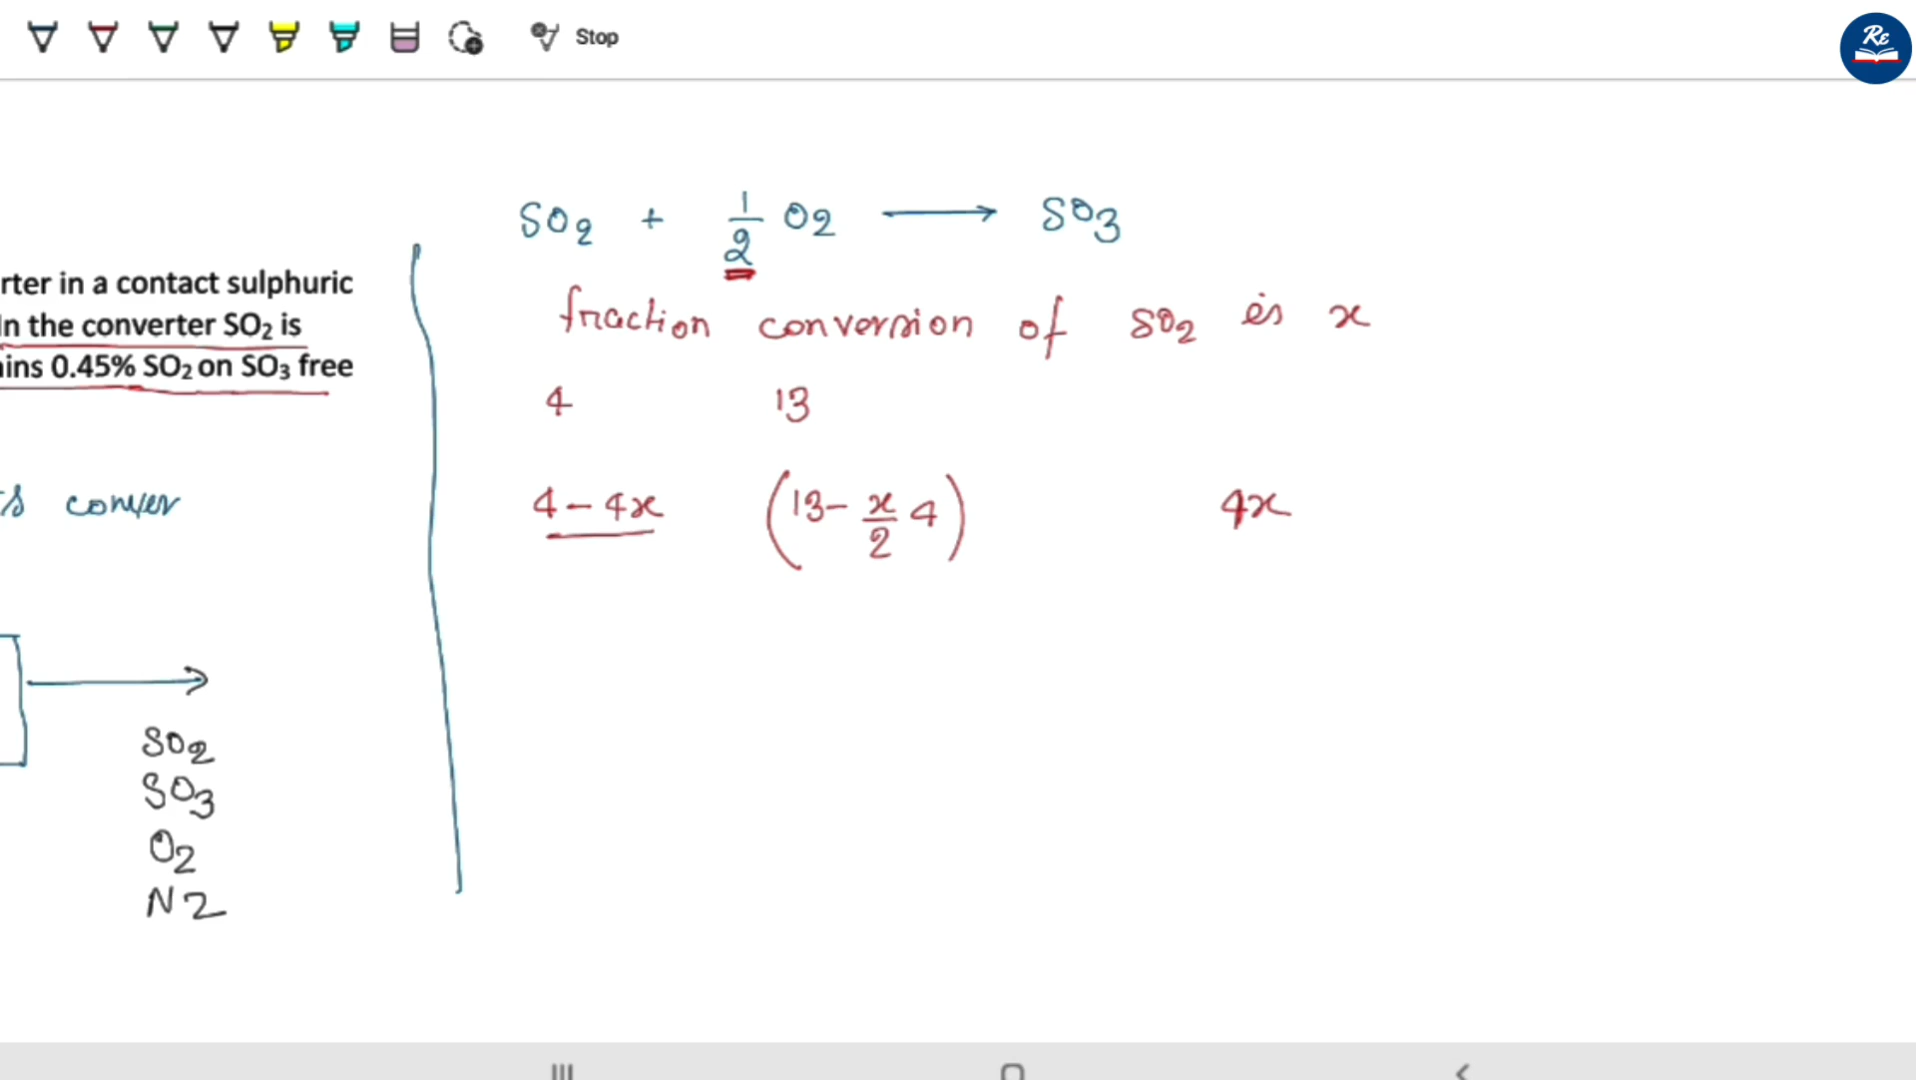 Stop
RE
rter in a contact sulphuric
In the converter SO₂ is
ins 0.45% SO₂ on SO₃ free
conver
SO₂
SO₃
O₂
N2
SO₂ + 1/2 O₂ ⟶ SO₃
fraction conversion of SO₂ is x
4 13
4 - 4x (13 - x/2 4) 4x